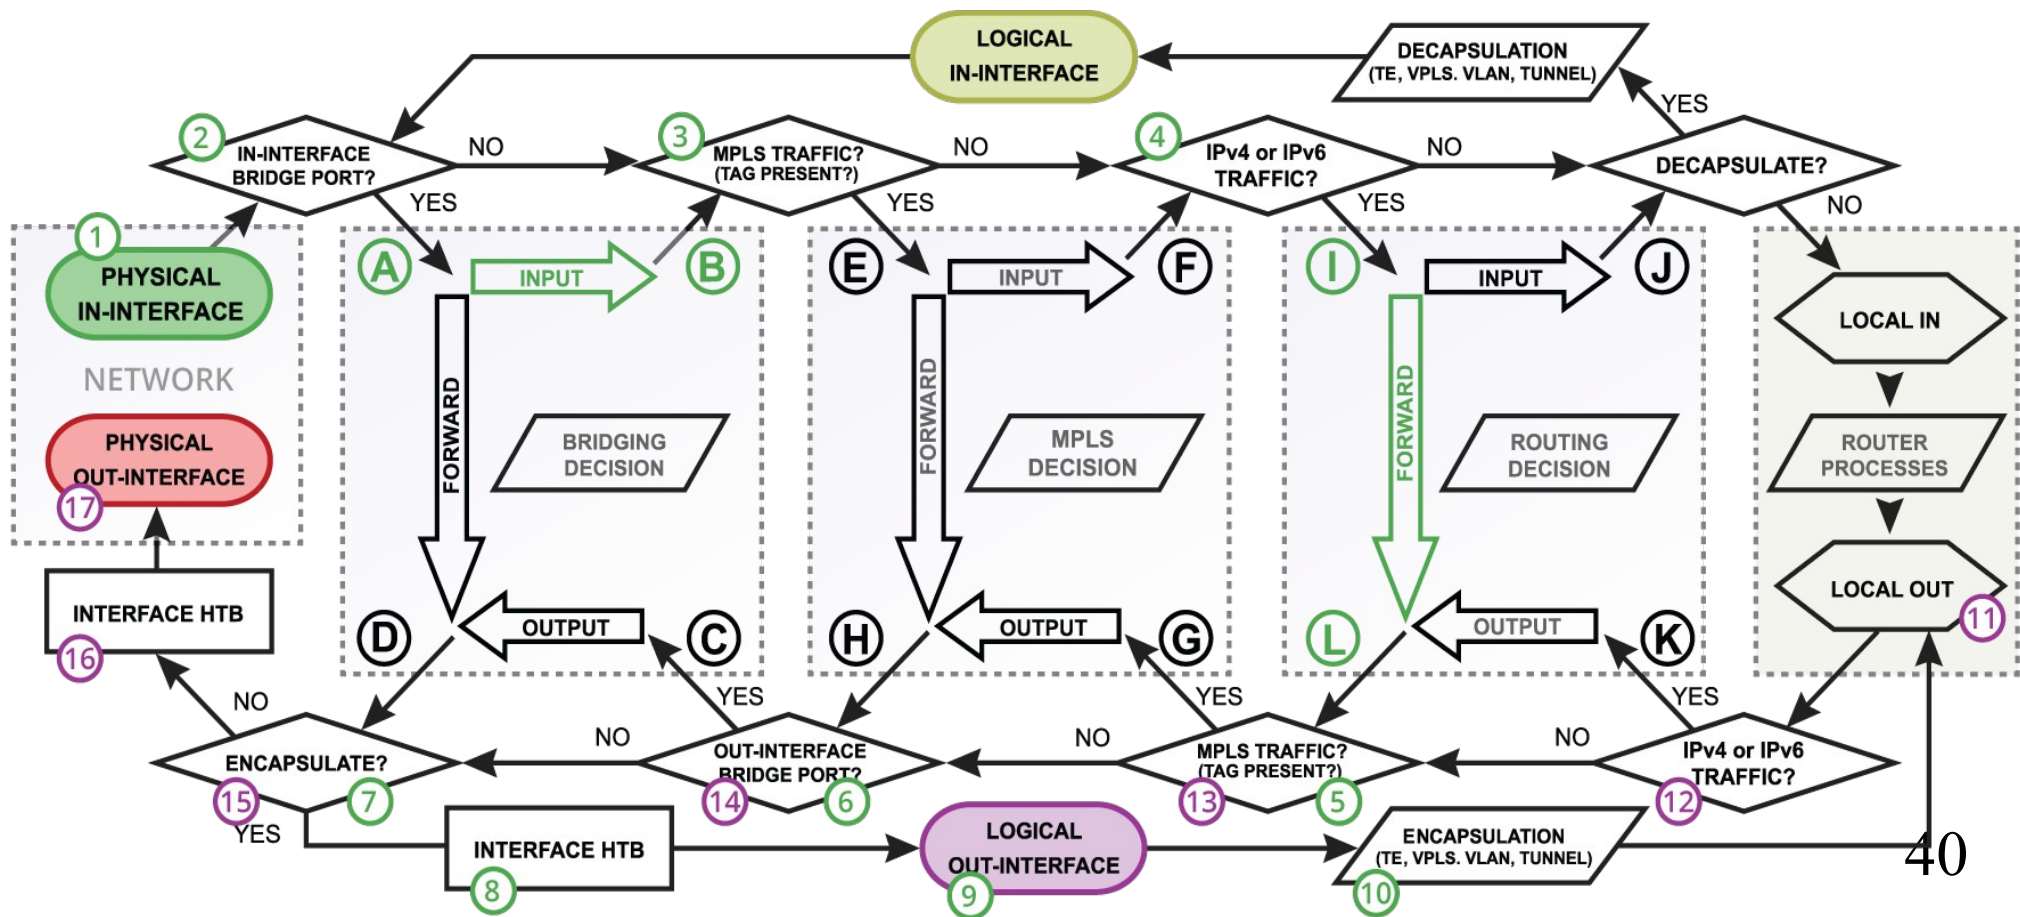 LOGICAL
IN-INTERFACE
DECAPSULATION
(TE, VPLS. VLAN, TUNNEL)
YES
2
IN-INTERFACE
BRIDGE PORT?
NO
3
MPLS TRAFFIC?
(TAG PRESENT?)
NO
4
IPv4 or IPv6
TRAFFIC?
NO
DECAPSULATE?
YES
YES
YES
NO
1
PHYSICAL
IN-INTERFACE
NETWORK
PHYSICAL
OUT-INTERFACE
17
A
INPUT
B
FORWARD
BRIDGING
DECISION
D
OUTPUT
C
E
INPUT
F
FORWARD
MPLS
DECISION
H
OUTPUT
G
I
INPUT
J
FORWARD
ROUTING
DECISION
L
OUTPUT
K
LOCAL IN
ROUTER
PROCESSES
LOCAL OUT
11
INTERFACE HTB
16
NO
YES
YES
YES
ENCAPSULATE?
15
7
YES
NO
OUT-INTERFACE
BRIDGE PORT?
14
6
NO
MPLS TRAFFIC?
(TAG PRESENT?)
13
5
NO
IPv4 or IPv6
TRAFFIC?
12
INTERFACE HTB
8
LOGICAL
OUT-INTERFACE
9
ENCAPSULATION
(TE, VPLS. VLAN, TUNNEL)
10
40